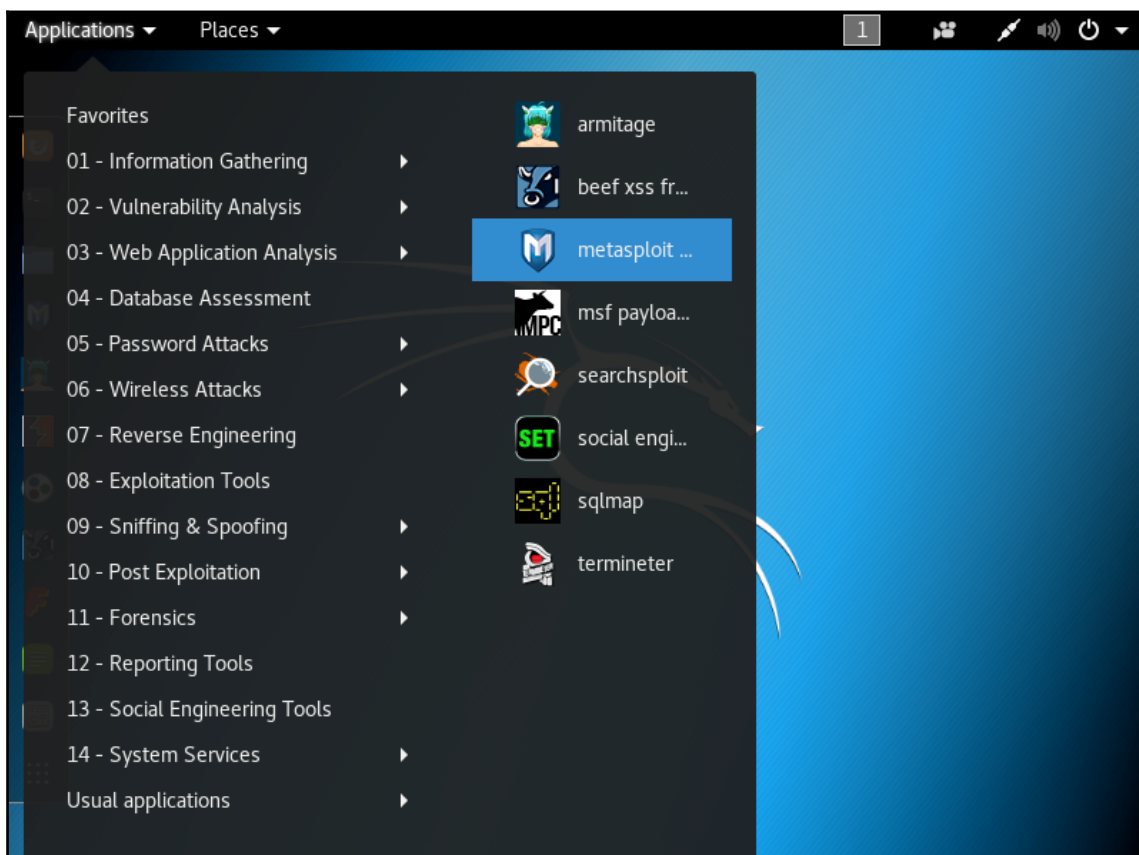 Applications Places 1
Favorites
01 - Information Gathering
02 - Vulnerability Analysis
03 - Web Application Analysis
04 - Database Assessment
05 - Password Attacks
06 - Wireless Attacks
07 - Reverse Engineering
08 - Exploitation Tools
09 - Sniffing & Spoofing
10 - Post Exploitation
11 - Forensics
12 - Reporting Tools
13 - Social Engineering Tools
14 - System Services
Usual applications
armitage
beef xss fr...
metasploit ...
MPC msf payloa...
searchsploit
SET social engi...
sql sqlmap
termineter